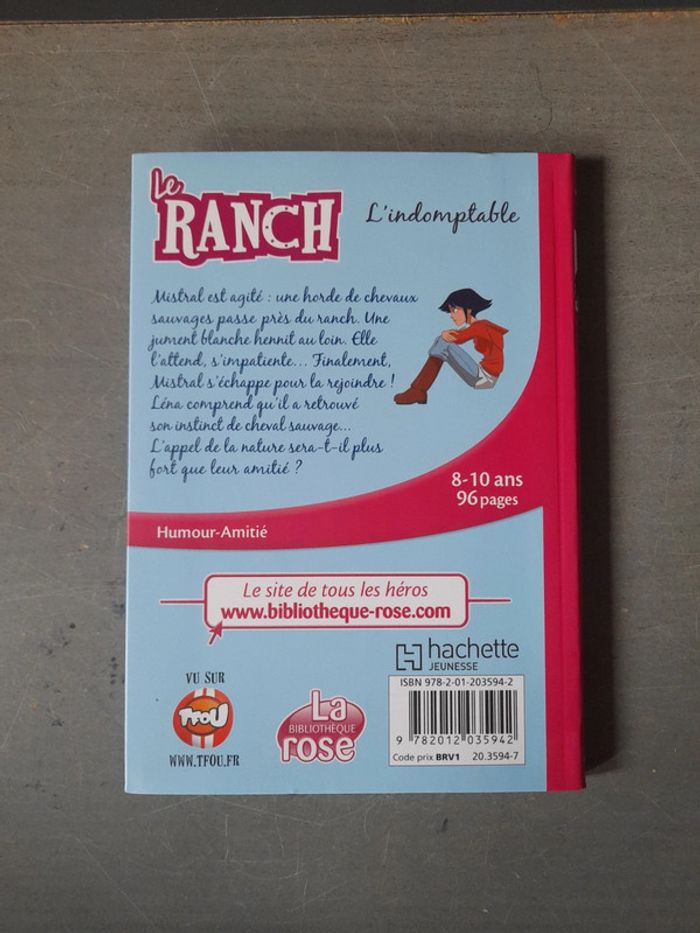 Le
RANCH
L'indomptable
Mistral est agité : une horde de chevaux
sauvages passe près du ranch. Une
jument blanche hennit au loin. Elle
l'attend, s'impatiente... Finalement,
Mistral s'échappe pour la rejoindre !
Léna comprend qu'il a retrouvé
son instinct de cheval sauvage...
L'appel de la nature sera-t-il plus
fort que leur amitié ?
8-10 ans
96 pages
Humour-Amitié
Le site de tous les héros
www.bibliotheque-rose.com
hachette
JEUNESSE
VU SUR
TFOU
WWW.TFOU.FR
La
BIBLIOTHÈQUE
rose
ISBN 978-2-01-203594-2
9 782012 035942
Code prix BRV1 20.3594-7